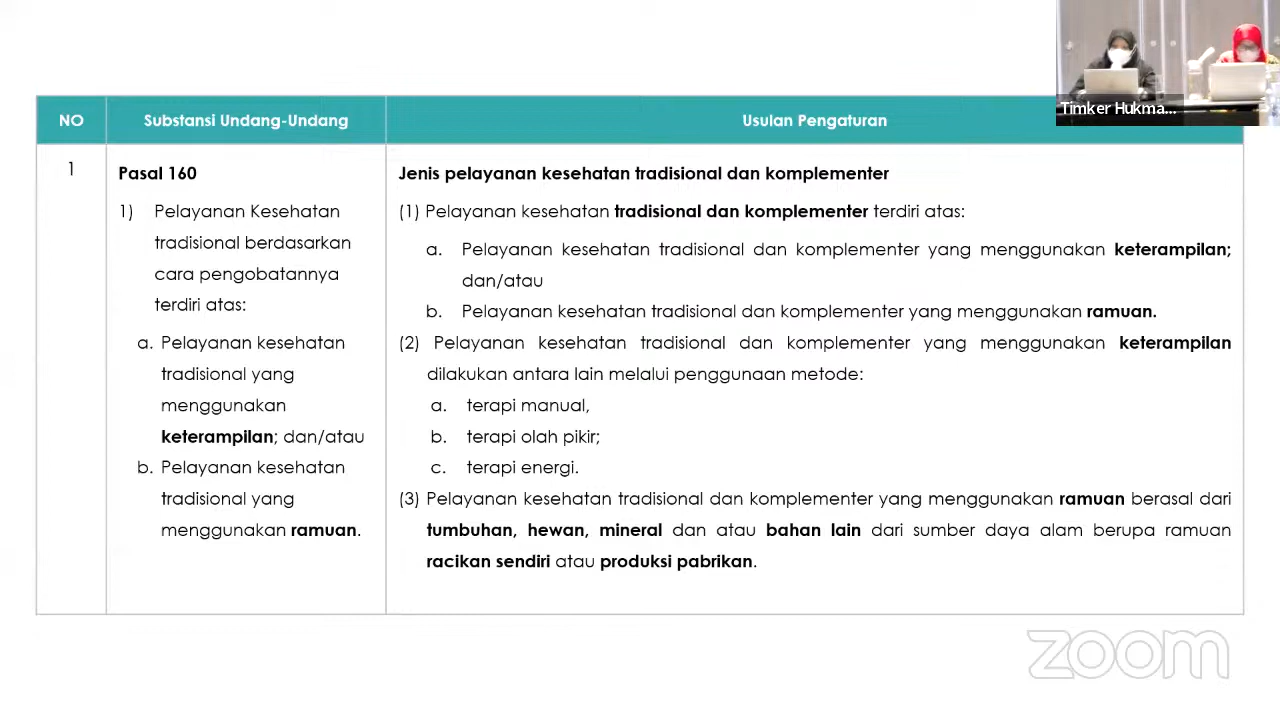 Timker Hukma...
NO
Substansi Undang-Undang
Usulan Pengaturan
1
Pasal 160
1) Pelayanan Kesehatan
tradisional berdasarkan
cara pengobatannya
terdiri atas:
a. Pelayanan kesehatan
tradisional yang
menggunakan
keterampilan; dan/atau
b. Pelayanan kesehatan
tradisional yang
menggunakan ramuan.
Jenis pelayanan kesehatan tradisional dan komplementer
(1) Pelayanan kesehatan tradisional dan komplementer terdiri atas:
a. Pelayanan kesehatan tradisional dan komplementer yang menggunakan keterampilan;
dan/atau
b. Pelayanan kesehatan tradisional dan komplementer yang menggunakan ramuan.
(2) Pelayanan kesehatan tradisional dan komplementer yang menggunakan keterampilan
dilakukan antara lain melalui penggunaan metode:
a. terapi manual,
b. terapi olah pikir;
c. terapi energi.
(3) Pelayanan kesehatan tradisional dan komplementer yang menggunakan ramuan berasal dari
tumbuhan, hewan, mineral dan atau bahan lain dari sumber daya alam berupa ramuan
racikan sendiri atau produksi pabrikan.
zoom